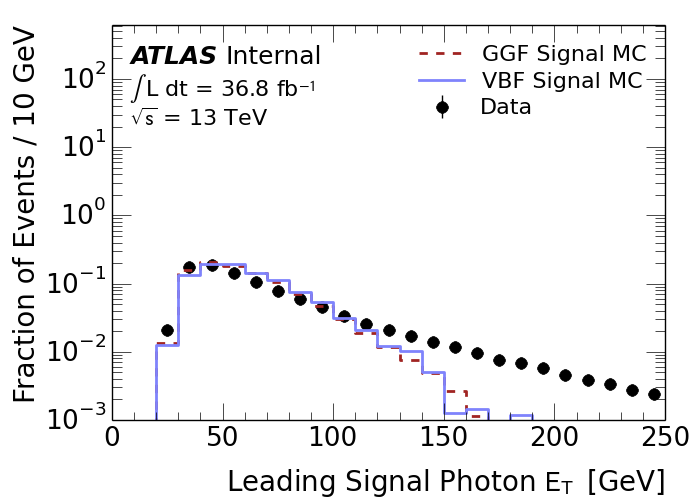 Fraction of Events / 10 GeV
ATLAS Internal
∫L dt = 36.8 fb⁻¹
√s = 13 TeV
GGF Signal MC
VBF Signal MC
Data
10²
10¹
10⁰
10⁻¹
10⁻²
10⁻³
0 50 100 150 200 250
Leading Signal Photon E_T [GeV]